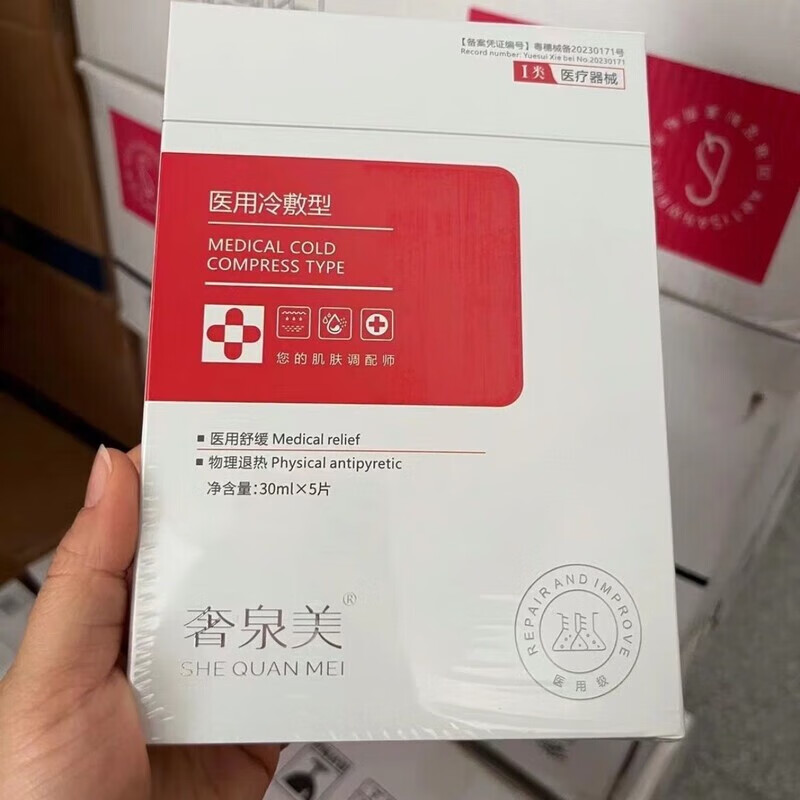 【备案凭证编号】粤穗械备20230171号
Record number: Yuesui Xie bei No.20230171
I类 医疗器械
医用冷敷型
MEDICAL COLD
COMPRESS TYPE
您的肌肤调配师
■ 医用舒缓 Medical relief
■ 物理退热 Physical antipyretic
净含量:30ml×5片
奢泉美®
SHE QUAN MEI
REPAIR AND IMPROVE
医用级